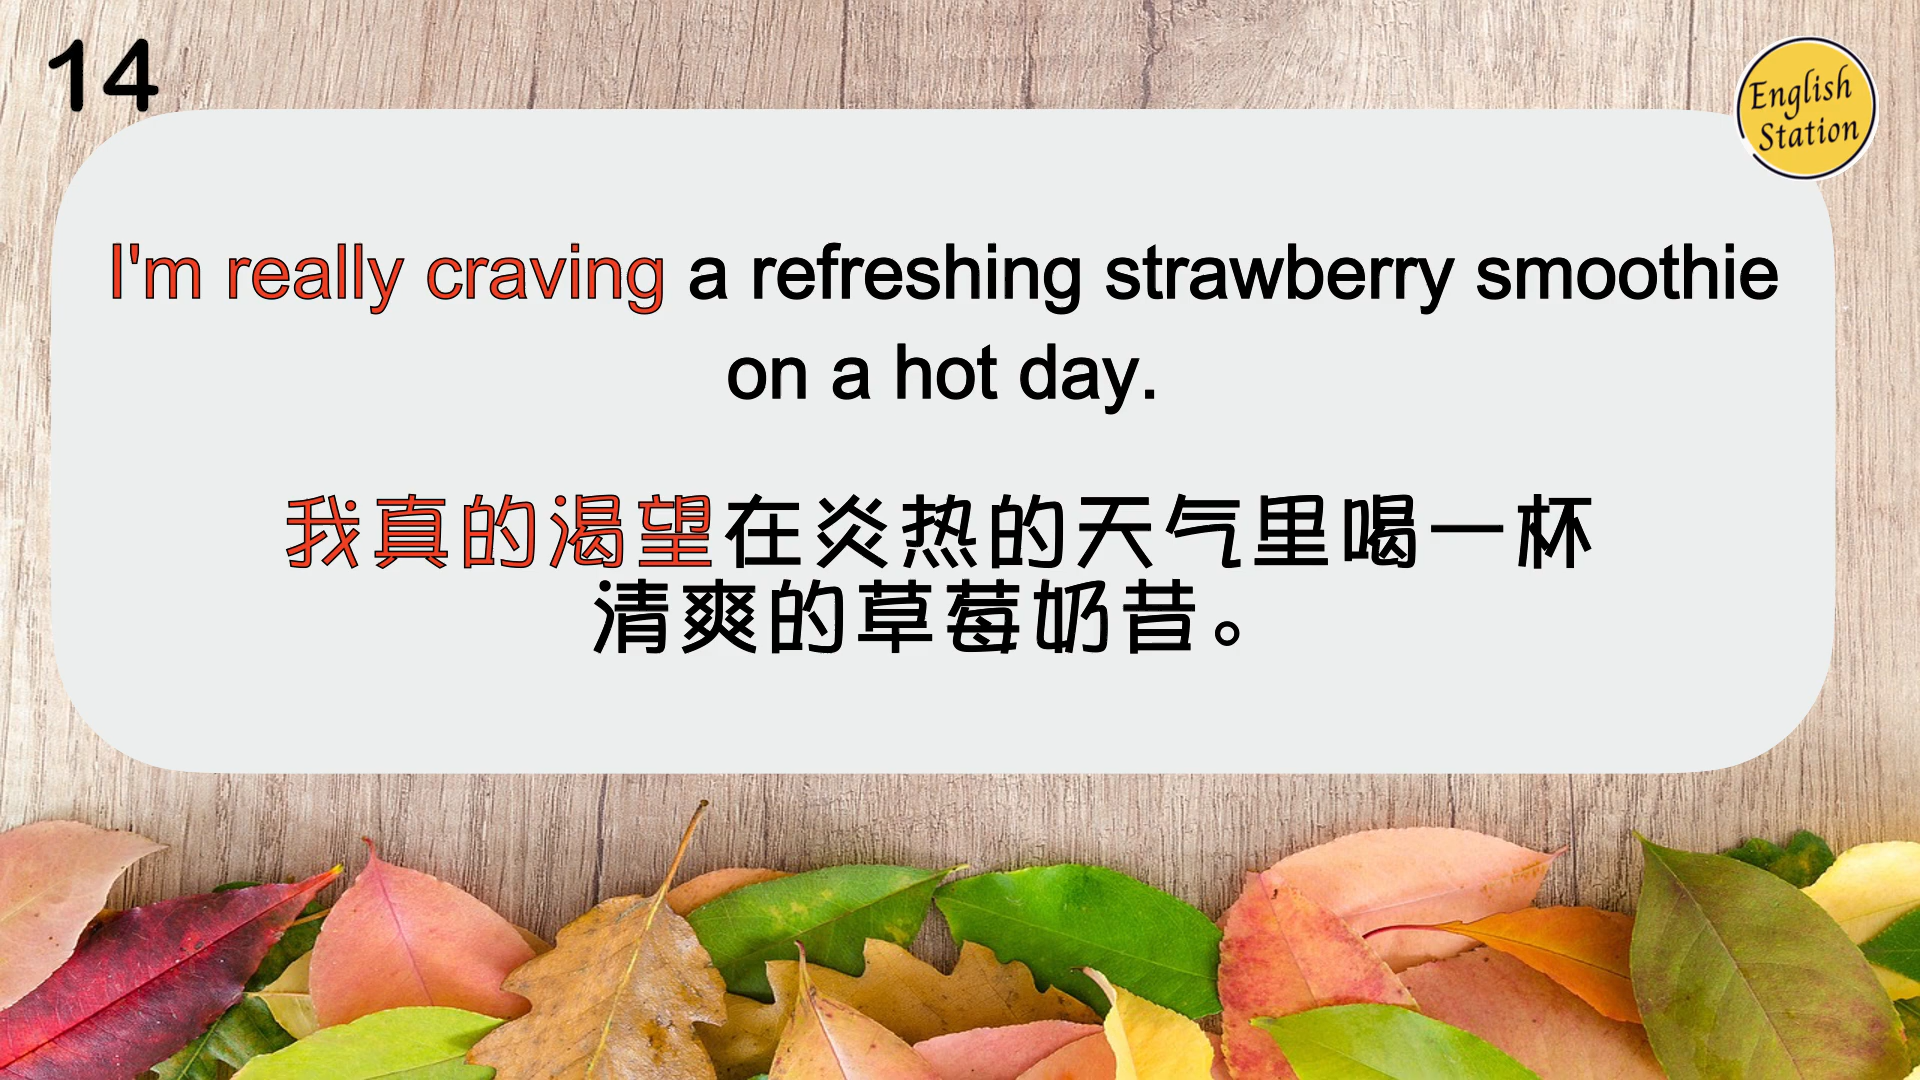 14
English
Station
I'm really craving a refreshing strawberry smoothie
on a hot day.
我真的渴望在炎热的天气里喝一杯
清爽的草莓奶昔。